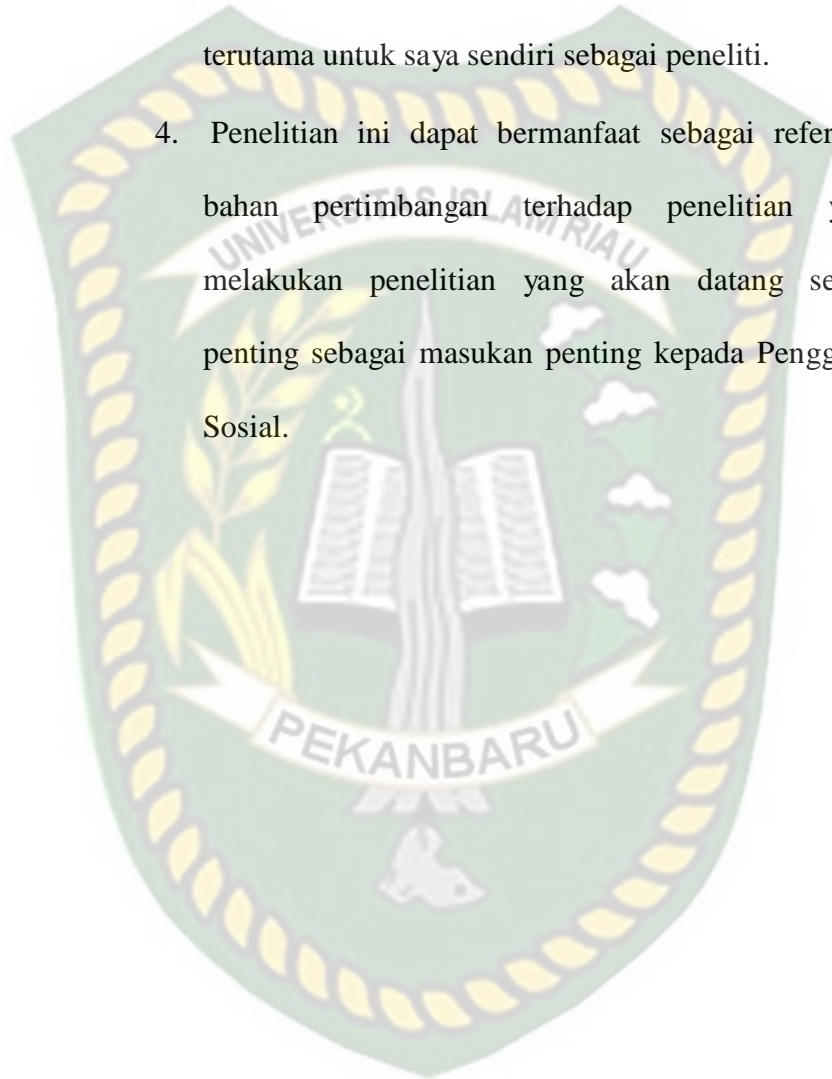 terutama untuk saya sendiri sebagai peneliti.
4. Penelitian ini dapat bermanfaat sebagai refer
bahan pertimbangan terhadap penelitian
melakukan penelitian yang akan datang se
penting sebagai masukan penting kepada Pengg
Sosial.
UNIVERSITAS ISLAM RIAU
PEKANBARU